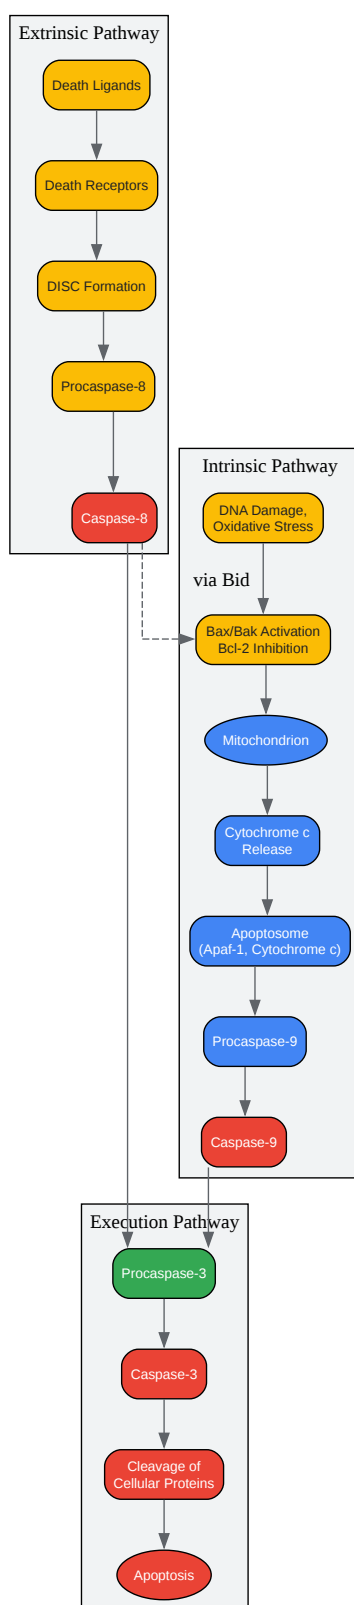 Extrinsic Pathway
Death Ligands
Death Receptors
DISC Formation
Procaspase-8
Caspase-8
Intrinsic Pathway
DNA Damage,
Oxidative Stress
via Bid
Bax/Bak Activation
Bcl-2 Inhibition
Mitochondrion
Cytochrome c
Release
Apoptosome
(Apaf-1, Cytochrome c)
Procaspase-9
Caspase-9
Execution Pathway
Procaspase-3
Caspase-3
Cleavage of
Cellular Proteins
Apoptosis